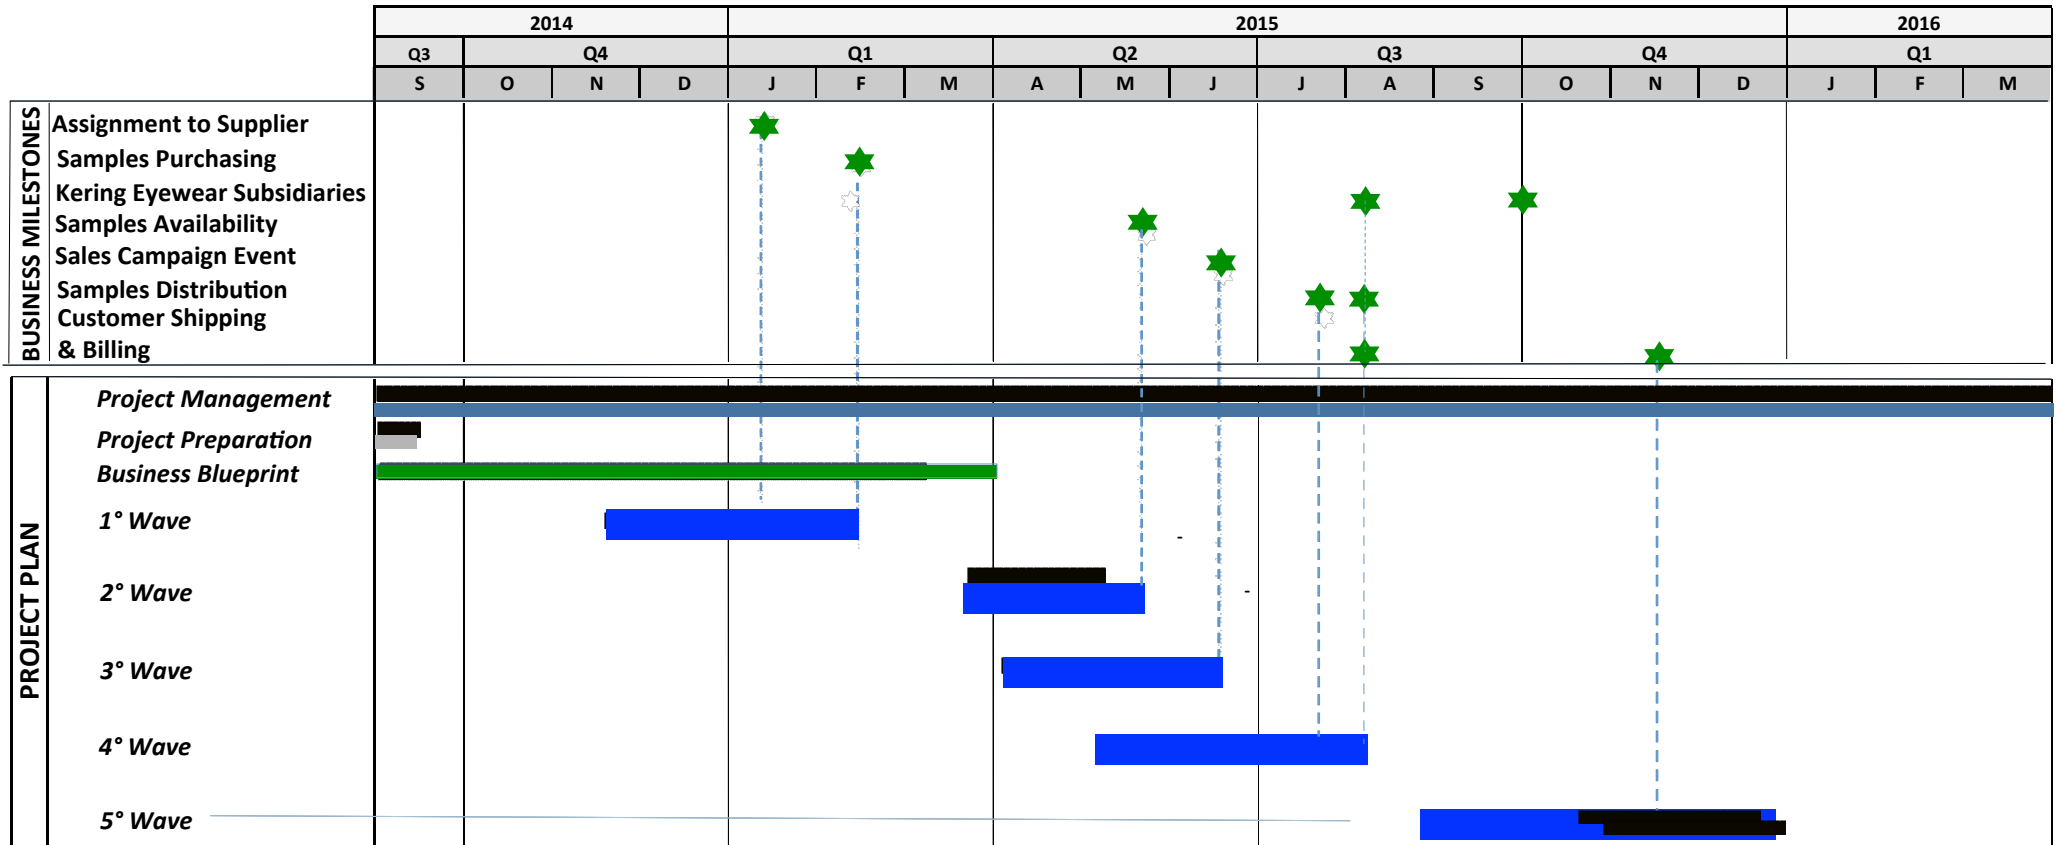 2014 2015 2016
Q3 Q4 Q1 Q2 Q3 Q4 Q1
S O N D J F M A M J J A S O N D J F M
BUSINESS MILESTONES
Assignment to Supplier
Samples Purchasing
Kering Eyewear Subsidiaries
Samples Availability
Sales Campaign Event
Samples Distribution
Customer Shipping
& Billing
PROJECT PLAN
Project Management
Project Preparation
Business Blueprint
1° Wave
-
2° Wave
-
3° Wave
4° Wave
5° Wave